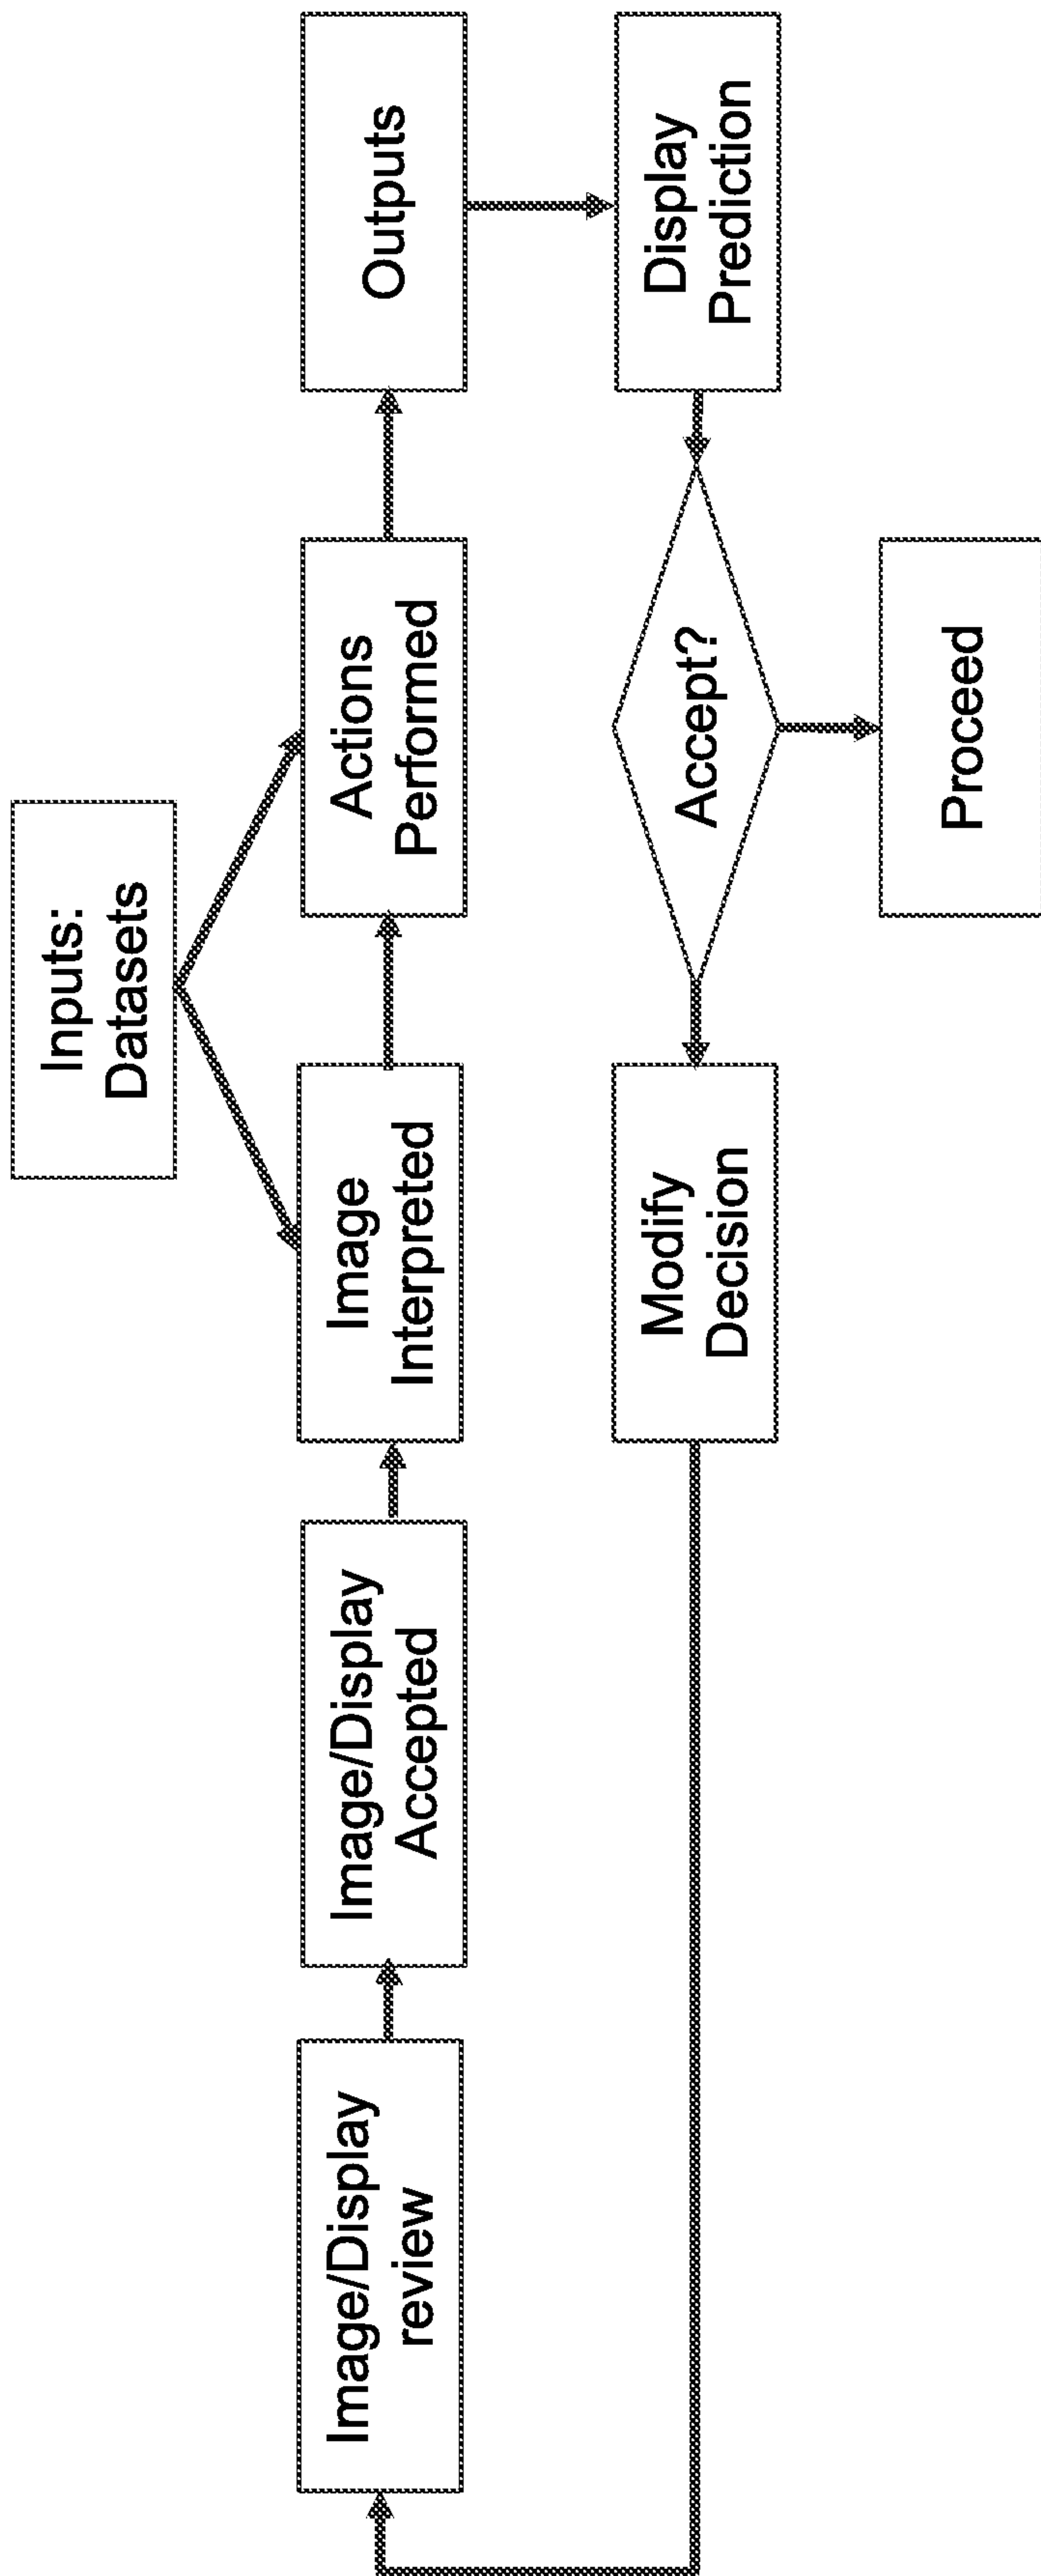 Inputs:
Datasets
Image/Display
review
Image/Display
Accepted
Image
Interpreted
Actions
Performed
Outputs
Modify
Decision
Accept?
Display
Prediction
Proceed